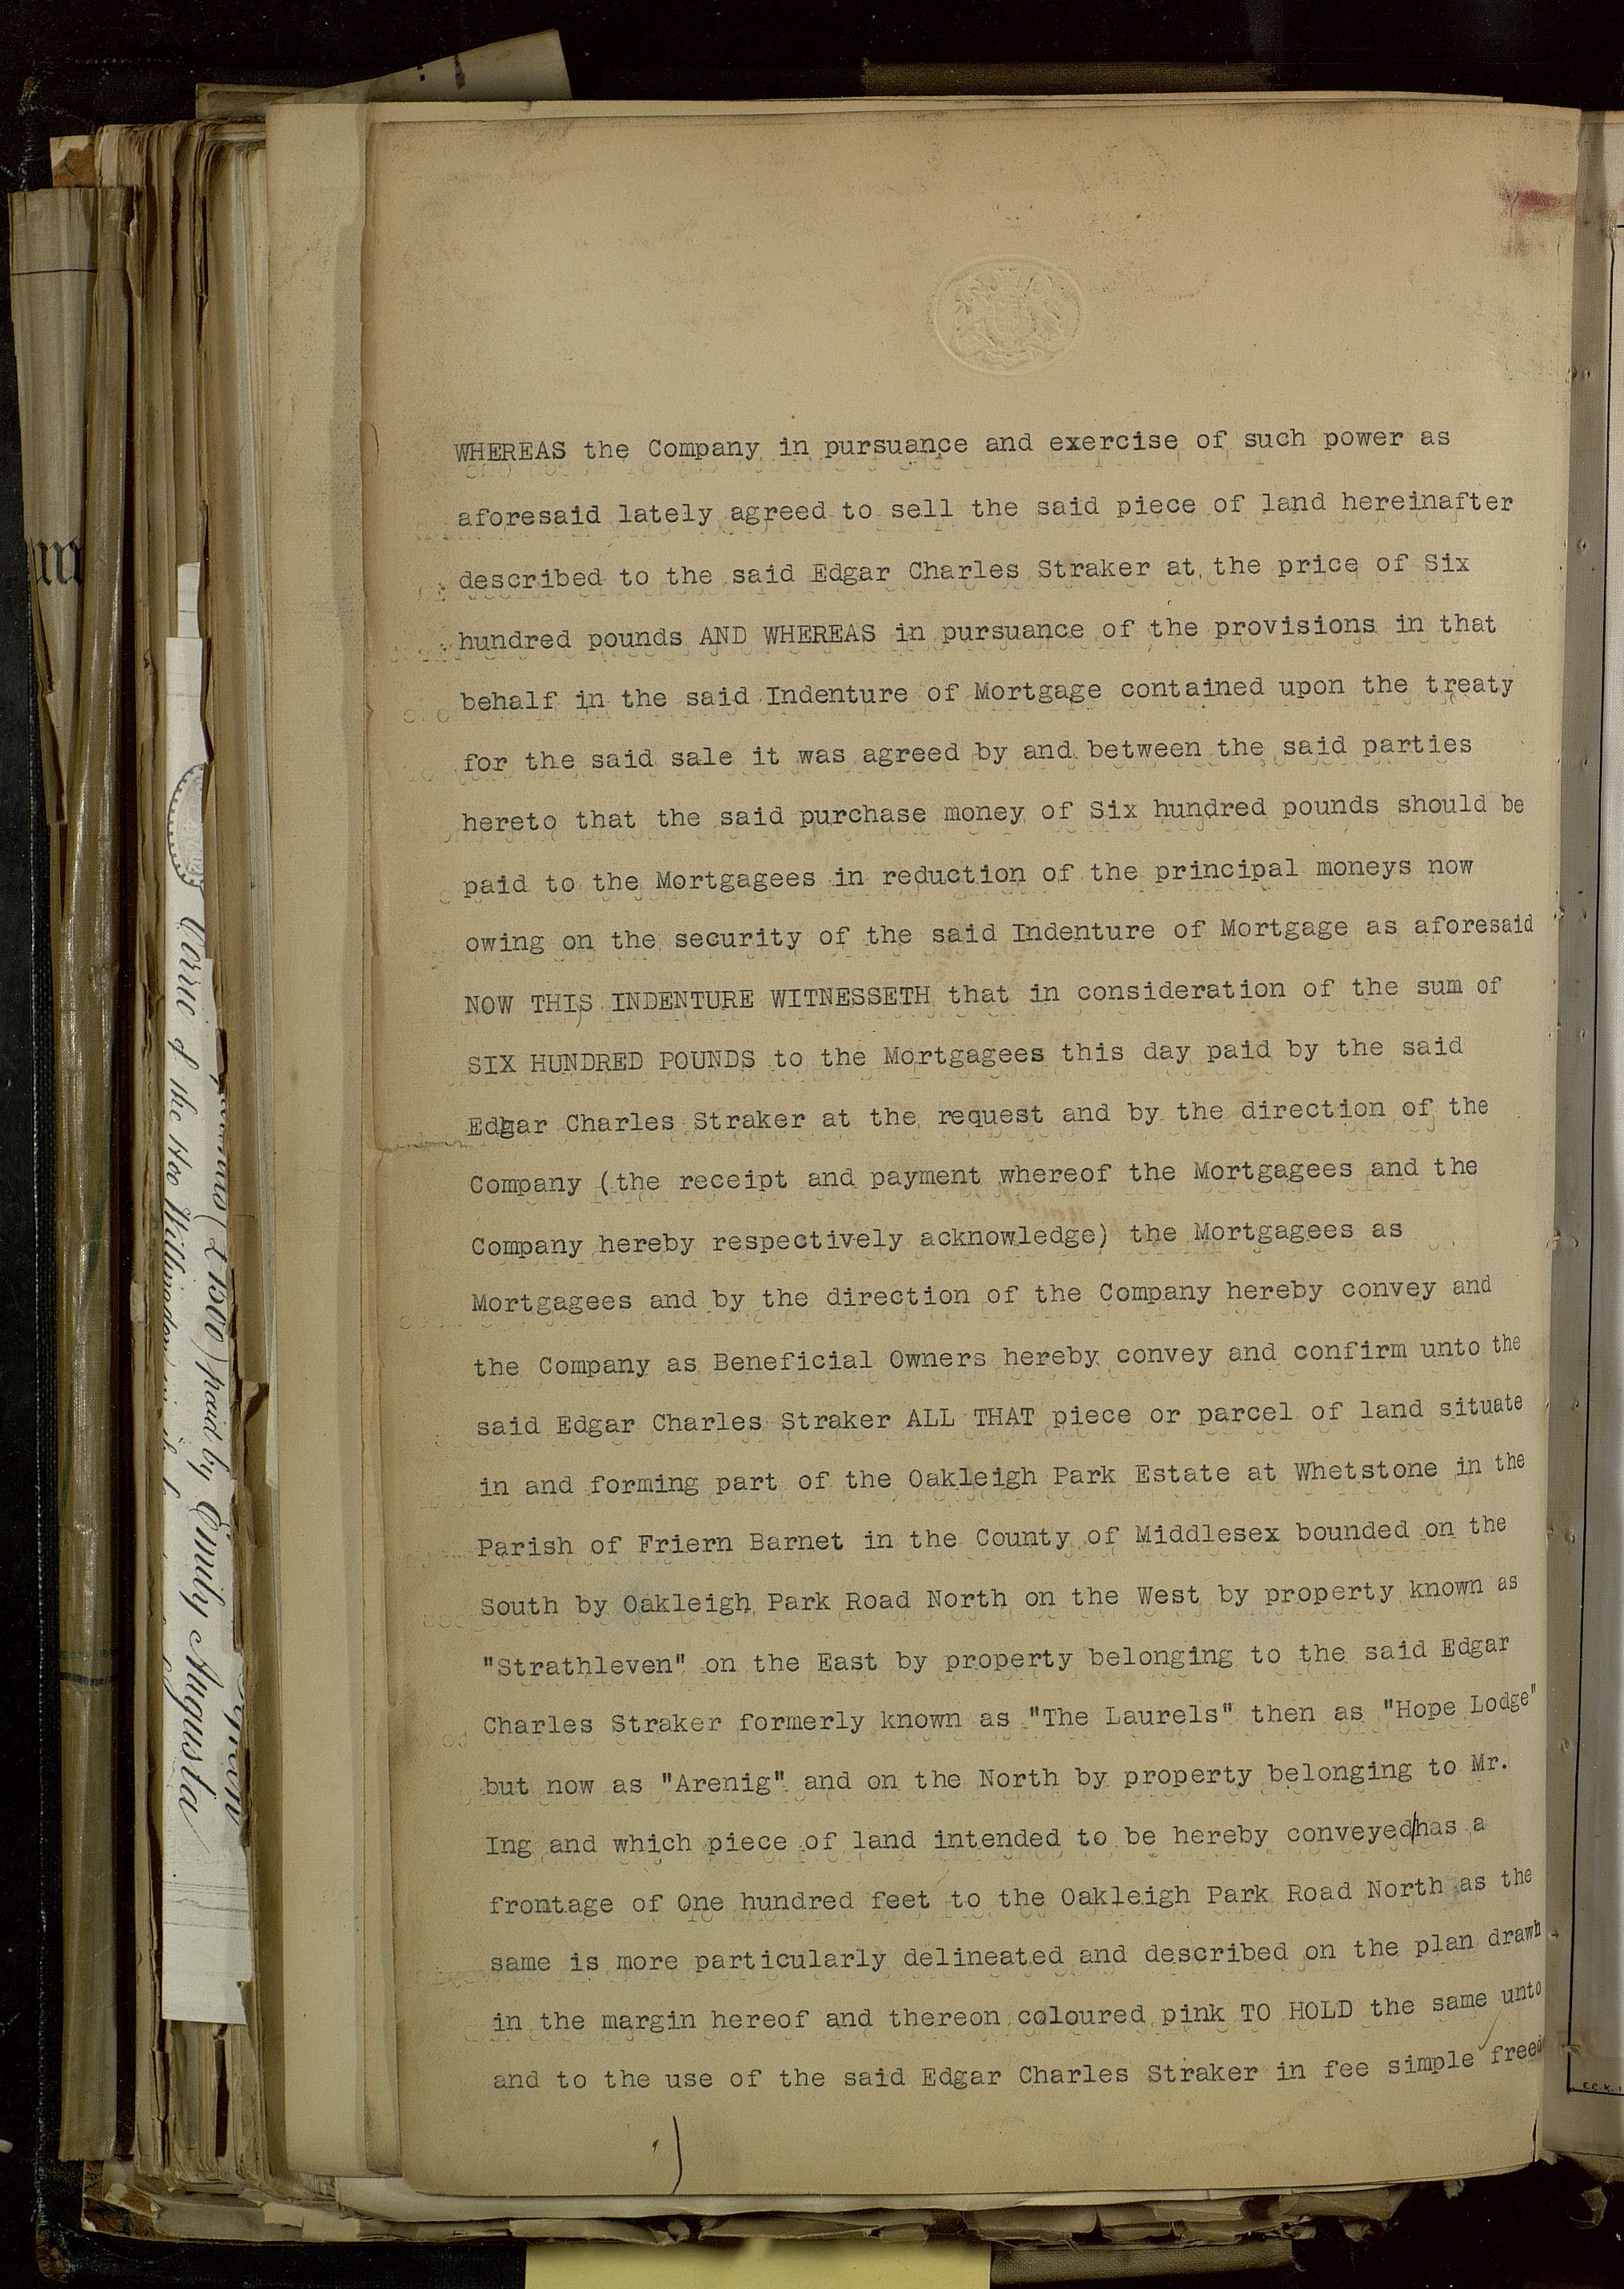 WHEREAS the Company in pursuance and exercise of such power as
aforesaid lately agreed to sell the said piece of land hereinafter
described to the said Edgar Charles Straker at the price of Six
hundred pounds AND WHEREAS in pursuance of the provisions in that
behalf in the said Indenture of Mortgage contained upon the treaty
for the said sale it was agreed by and between the said parties
hereto that the said purchase money of Six hundred pounds should be
paid to the Mortgagees in reduction of the principal moneys now
owing on the security of the said Indenture of Mortgage as aforesaid
NOW THIS INDENTURE WITNESSETH that in consideration of the sum of
SIX HUNDRED POUNDS to the Mortgagees this day paid by the said
Edgar Charles Straker at the request and by the direction of the
Company (the receipt and payment whereof the Mortgagees and the
Company hereby respectively acknowledge) the Mortgagees as
Mortgagees and by the direction of the Company hereby convey and
the Company as Beneficial Owners hereby convey and confirm unto the
said Edgar Charles Straker ALL THAT piece or parcel of land situate
in and forming part of the Oakleigh Park Estate at Whetstone in the
Parish of Friern Barnet in the County of Middlesex bounded on the
South by Oakleigh Park Road North on the West by property known as
"Strathleven" on the East by property belonging to the said Edgar
Charles Straker formerly known as "The Laurels" then as "Hope Lodge"
but now as "Arenig" and on the North by property belonging to Mr.
Ing and which piece of land intended to be hereby conveyed/has a
frontage of One hundred feet to the Oakleigh Park Road North as the
same is more particularly delineated and described on the plan drawn
in the margin hereof and thereon coloured pink TO HOLD the same unto
and to the use of the said Edgar Charles Straker in fee simple freed
(£1500) paid by Emily Augusta
of the
E.C.K.